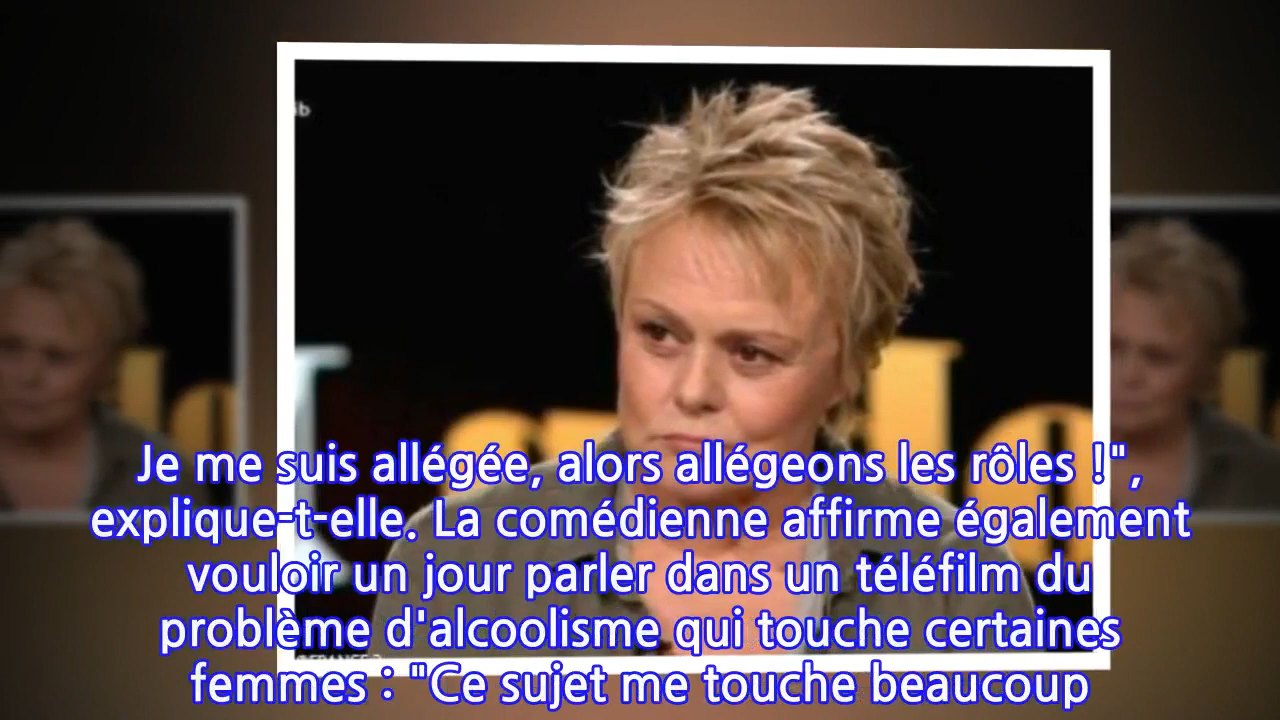 Je me suis allégée, alors allégeons les rôles !",
explique-t-elle. La comédienne affirme également
vouloir un jour parler dans un téléfilm du
problème d'alcoolisme qui touche certaines
femmes : "Ce sujet me touche beaucoup